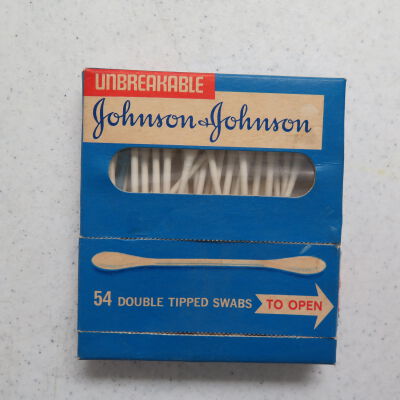 UNBREAKABLE
Johnson & Johnson
54 DOUBLE TIPPED SWABS TO OPEN